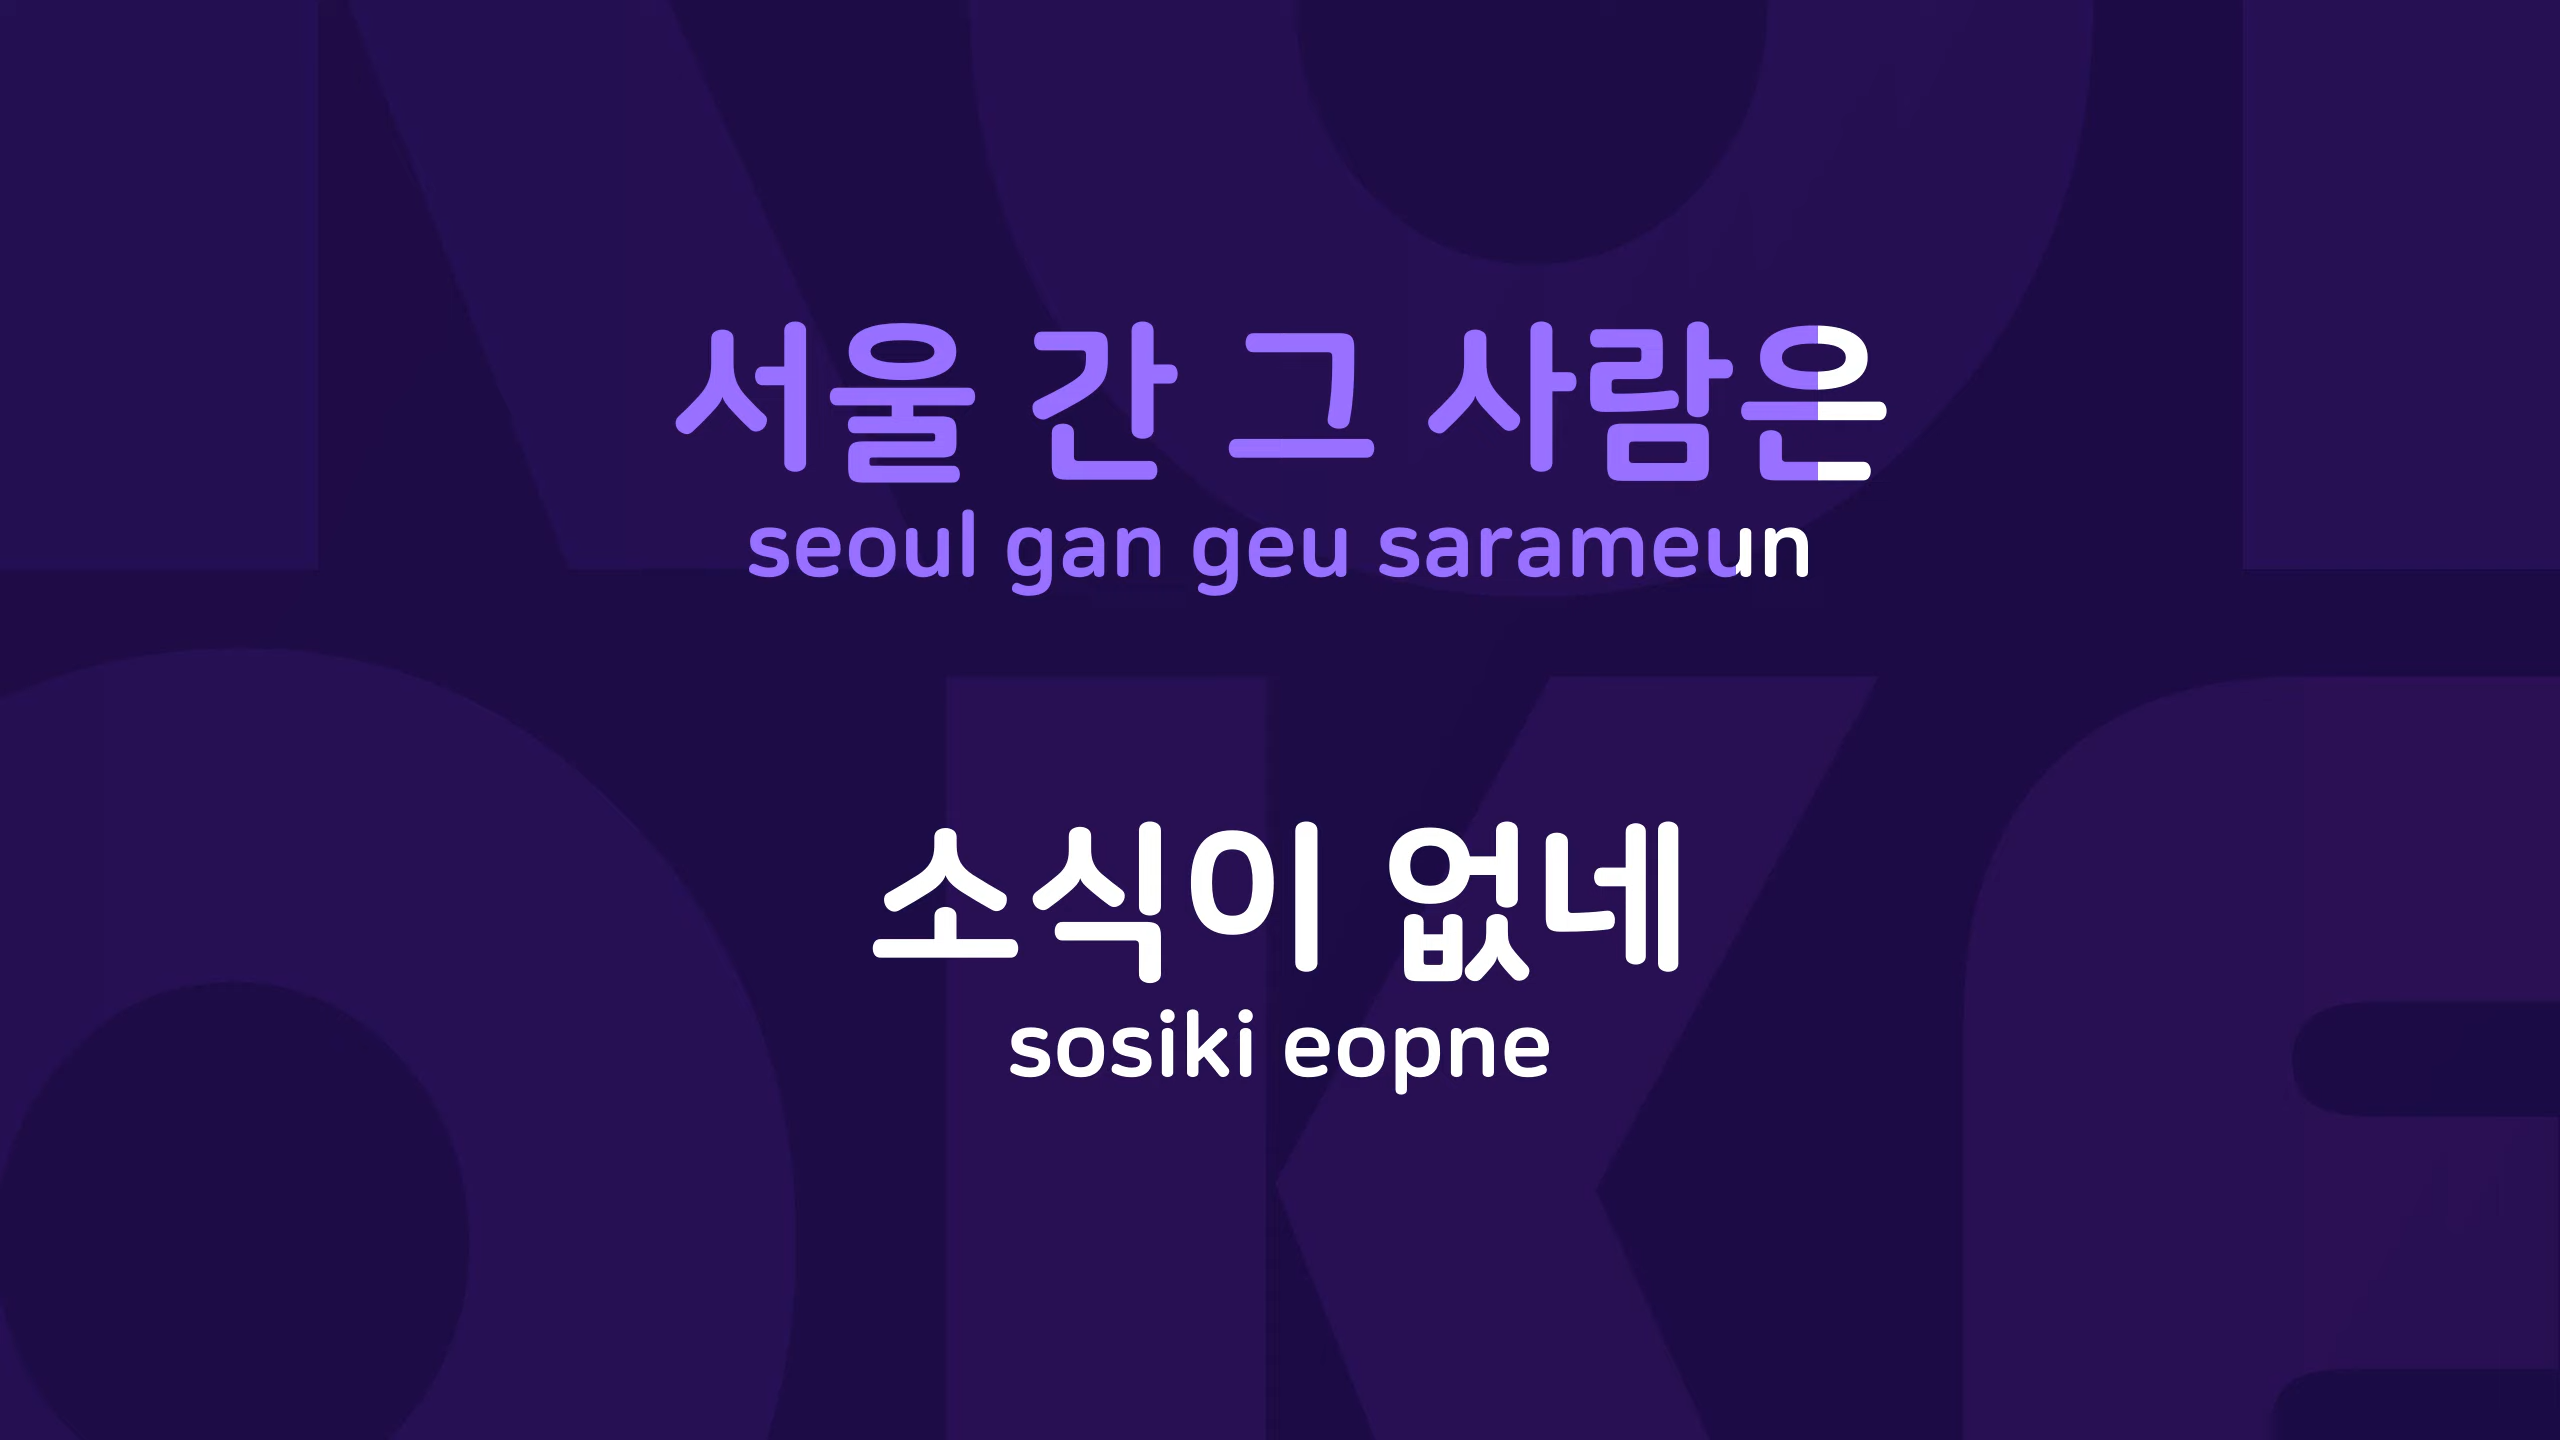 서울 간 그 사람은
seoul gan geu sarameun
소식이 없네
sosiki eopne